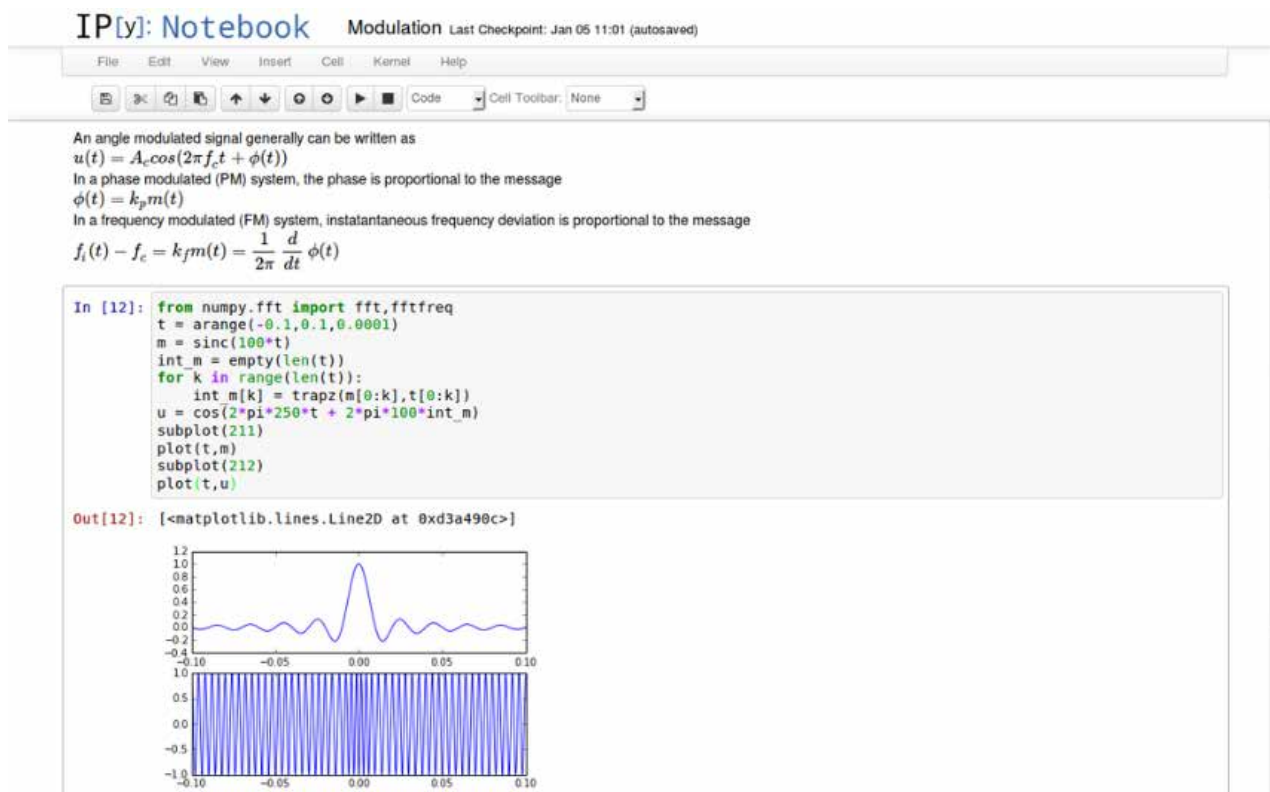 IP[y]: Notebook Modulation Last Checkpoint: Jan 05 11:01 (autosaved)
File Edit View Insert Cell Kernel Help
Code Cell Toolbar: None
An angle modulated signal generally can be written as
u(t) = A_c cos(2πf_c t + ϕ(t))
In a phase modulated (PM) system, the phase is proportional to the message
ϕ(t) = k_p m(t)
In a frequency modulated (FM) system, instatantaneous frequency deviation is proportional to the message
f_i(t) − f_c = k_f m(t) = 1/2π d/dt ϕ(t)
In [12]: from numpy.fft import fft,fftfreq
t = arange(-0.1,0.1,0.0001)
m = sinc(100*t)
int_m = empty(len(t))
for k in range(len(t)):
    int_m[k] = trapz(m[0:k],t[0:k])
u = cos(2*pi*250*t + 2*pi*100*int_m)
subplot(211)
plot(t,m)
subplot(212)
plot(t,u)
Out[12]: [<matplotlib.lines.Line2D at 0xd3a490c>]
1.2
1.0
0.8
0.6
0.4
0.2
0.0
−0.2
−0.4
−0.10 −0.05 0.00 0.05 0.10
1.0
0.5
0.0
−0.5
−1.0
−0.10 −0.05 0.00 0.05 0.10